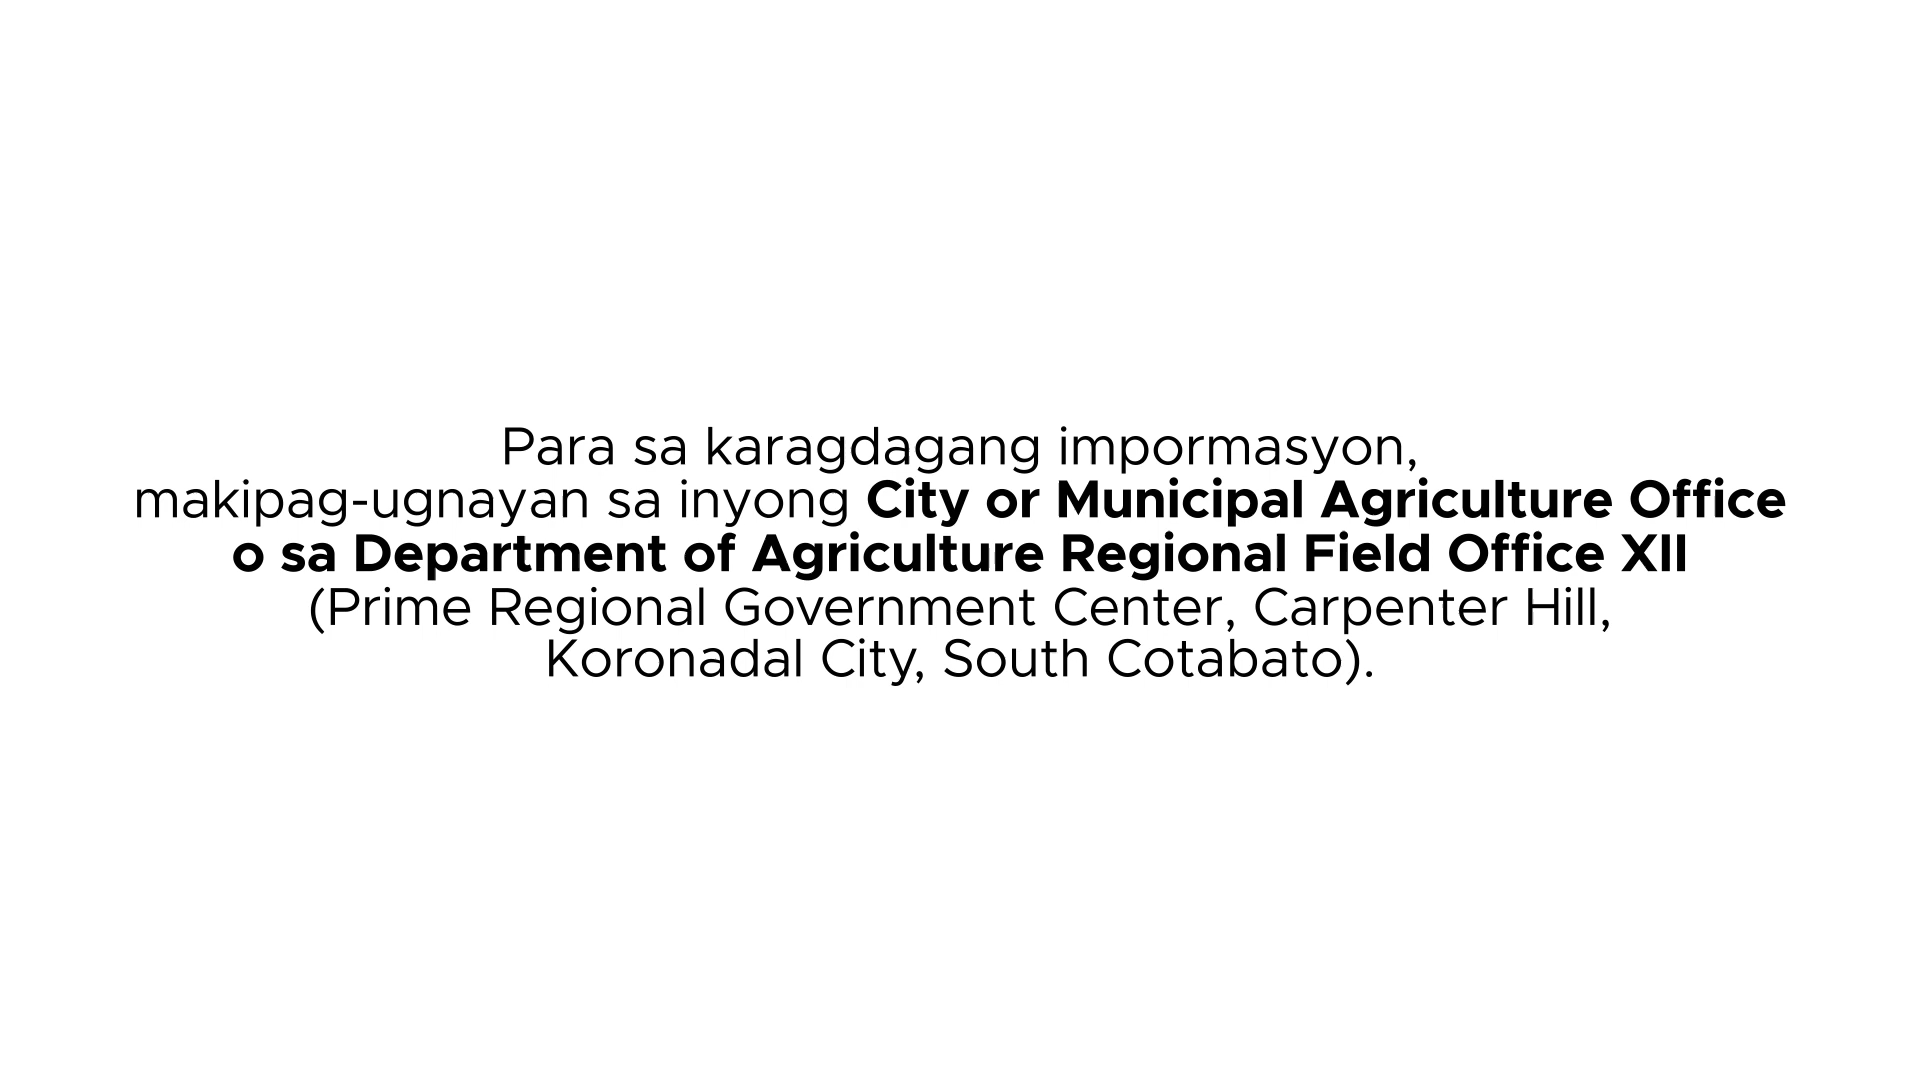 Para sa karagdagang impormasyon,
makipag-ugnayan sa inyong City or Municipal Agriculture Office
o sa Department of Agriculture Regional Field Office XII
(Prime Regional Government Center, Carpenter Hill,
Koronadal City, South Cotabato).